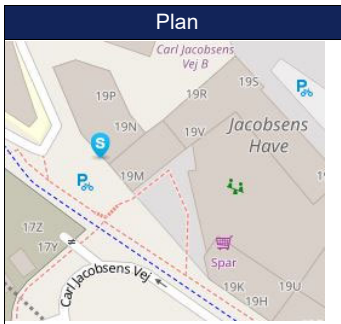 Plan
Carl Jacobsens
Vej B
19S
19P
19R
19N
19V
Jacobsens
Have
S
19M
17Z
17Y
Spar
Carl Jacobsens Vej
19K
19U
19H